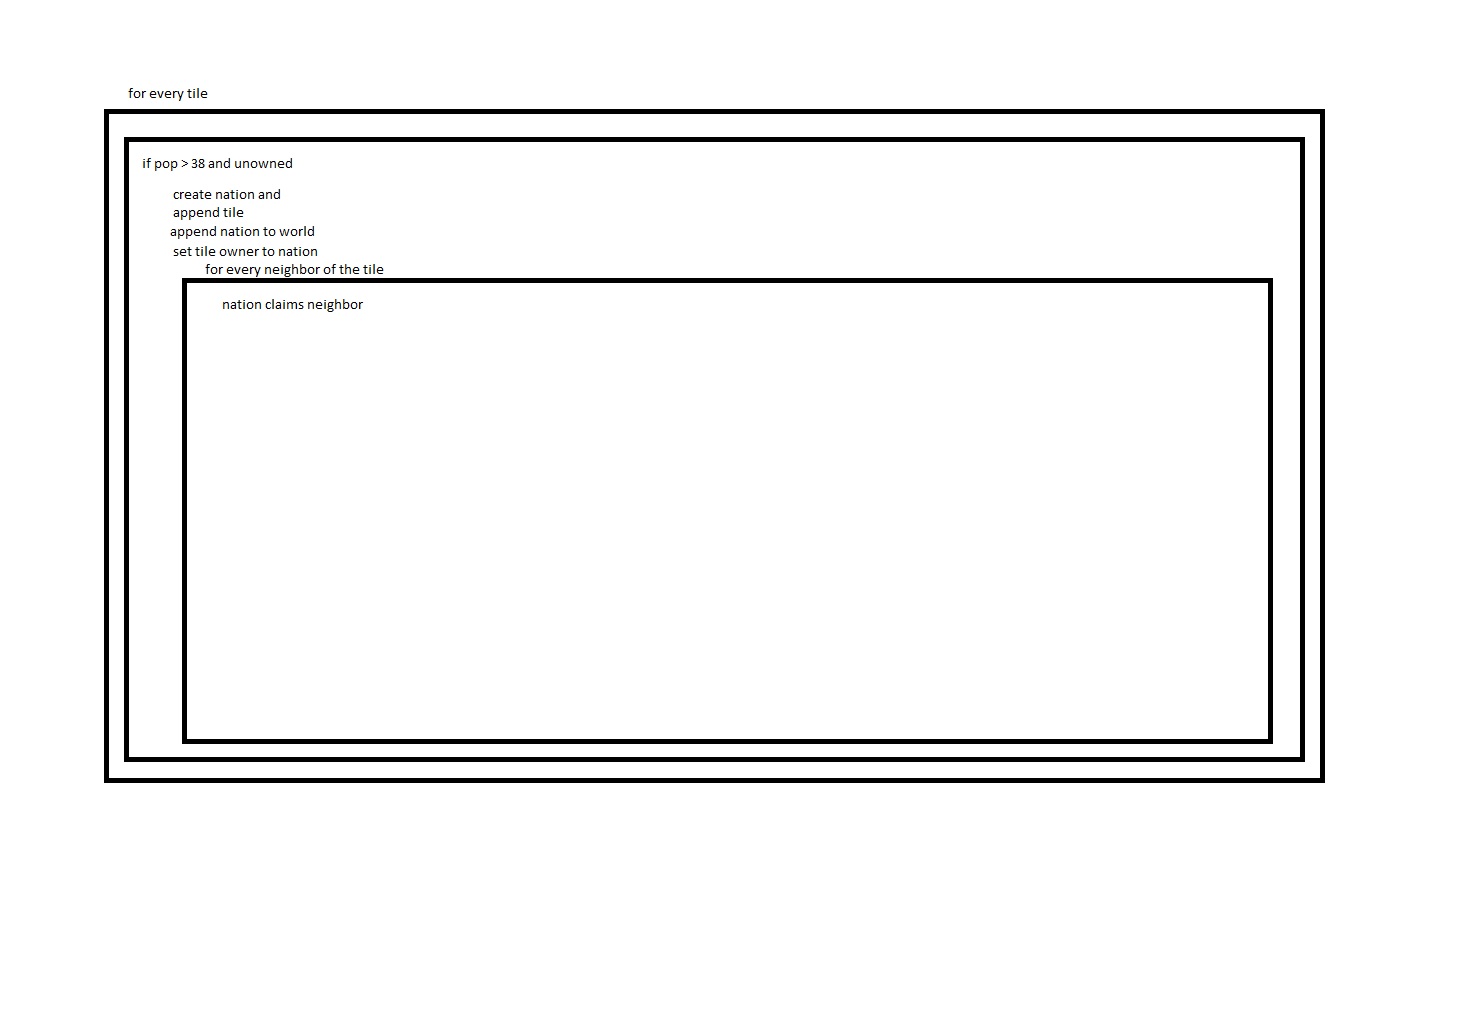 for every tile
if pop > 38 and unowned
create nation and
append tile
append nation to world
set tile owner to nation
for every neighbor of the tile
nation claims neighbor